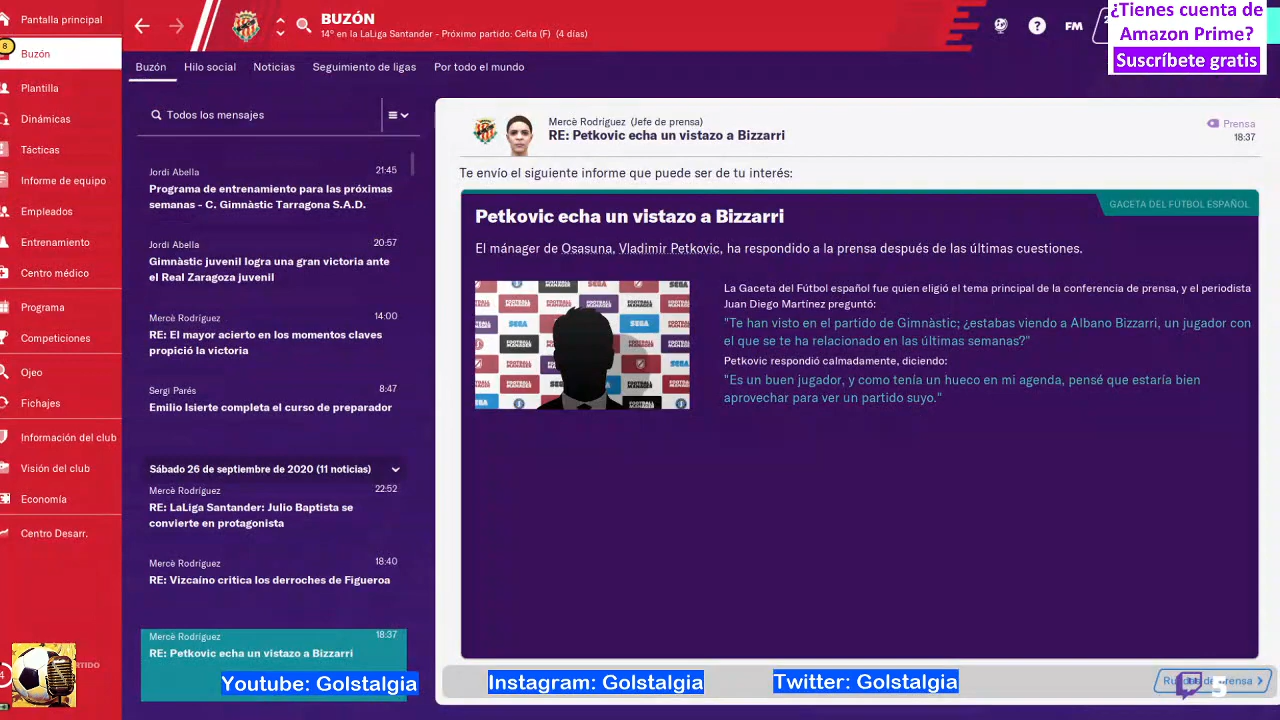 Pantalla principal
8
Buzón
Plantilla
Dinámicas
Tácticas
Informe de equipo
Empleados
Entrenamiento
Centro médico
Programa
Competiciones
Ojeo
Fichajes
Información del club
Visión del club
Economía
Centro Desarr.
BUZÓN
14º en la LaLiga Santander - Próximo partido: Celta (F) (4 días)
FM
¿Tienes cuenta de
Amazon Prime?
Suscríbete gratis
Buzón
Hilo social
Noticias
Seguimiento de ligas
Por todo el mundo
Todos los mensajes
Jordi Abella
21:45
Programa de entrenamiento para las próximas
semanas - C. Gimnàstic Tarragona S.A.D.
Jordi Abella
20:57
Gimnàstic juvenil logra una gran victoria ante
el Real Zaragoza juvenil
Mercè Rodríguez
14:00
RE: El mayor acierto en los momentos claves
propició la victoria
Sergi Parés
8:47
Emilio Isierte completa el curso de preparador
Sábado 26 de septiembre de 2020 (11 noticias)
Mercè Rodríguez
22:52
RE: LaLiga Santander: Julio Baptista se
convierte en protagonista
Mercè Rodríguez
18:40
RE: Vizcaíno critica los derroches de Figueroa
Mercè Rodríguez
18:37
RE: Petkovic echa un vistazo a Bizzarri
Mercè Rodríguez (Jefe de prensa)
RE: Petkovic echa un vistazo a Bizzarri
Prensa
18:37
Te envío el siguiente informe que puede ser de tu interés:
GACETA DEL FÚTBOL ESPAÑOL
Petkovic echa un vistazo a Bizzarri
El mánager de Osasuna, Vladimir Petkovic, ha respondido a la prensa después de las últimas cuestiones.
La Gaceta del Fútbol español fue quien eligió el tema principal de la conferencia de prensa, y el periodista
Juan Diego Martínez preguntó:
"Te han visto en el partido de Gimnàstic; ¿estabas viendo a Albano Bizzarri, un jugador con
el que se te ha relacionado en las últimas semanas?"
Petkovic respondió calmadamente, diciendo:
"Es un buen jugador, y como tenía un hueco en mi agenda, pensé que estaría bien
aprovechar para ver un partido suyo."
Youtube: Golstalgia
Instagram: Golstalgia
Twitter: Golstalgia
5